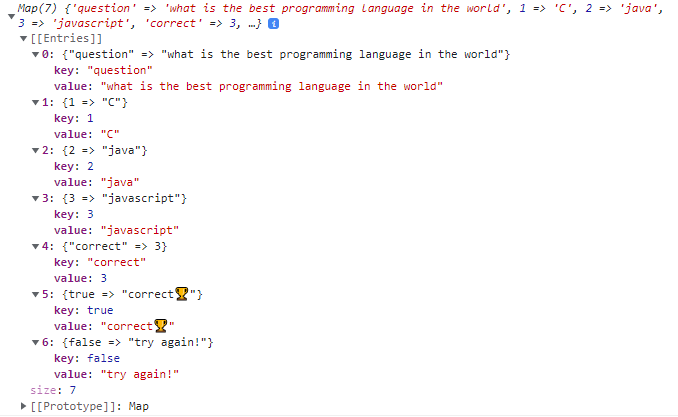 Map(7) {'question' => 'what is the best programming language in the world', 1 => 'C', 2 => 'java',
3 => 'javascript', 'correct' => 3, …} i
[[Entries]]
0: {"question" => "what is the best programming language in the world"}
key: "question"
value: "what is the best programming language in the world"
1: {1 => "C"}
key: 1
value: "C"
2: {2 => "java"}
key: 2
value: "java"
3: {3 => "javascript"}
key: 3
value: "javascript"
4: {"correct" => 3}
key: "correct"
value: 3
5: {true => "correct🏆"}
key: true
value: "correct🏆"
6: {false => "try again!"}
key: false
value: "try again!"
size: 7
[[Prototype]]: Map